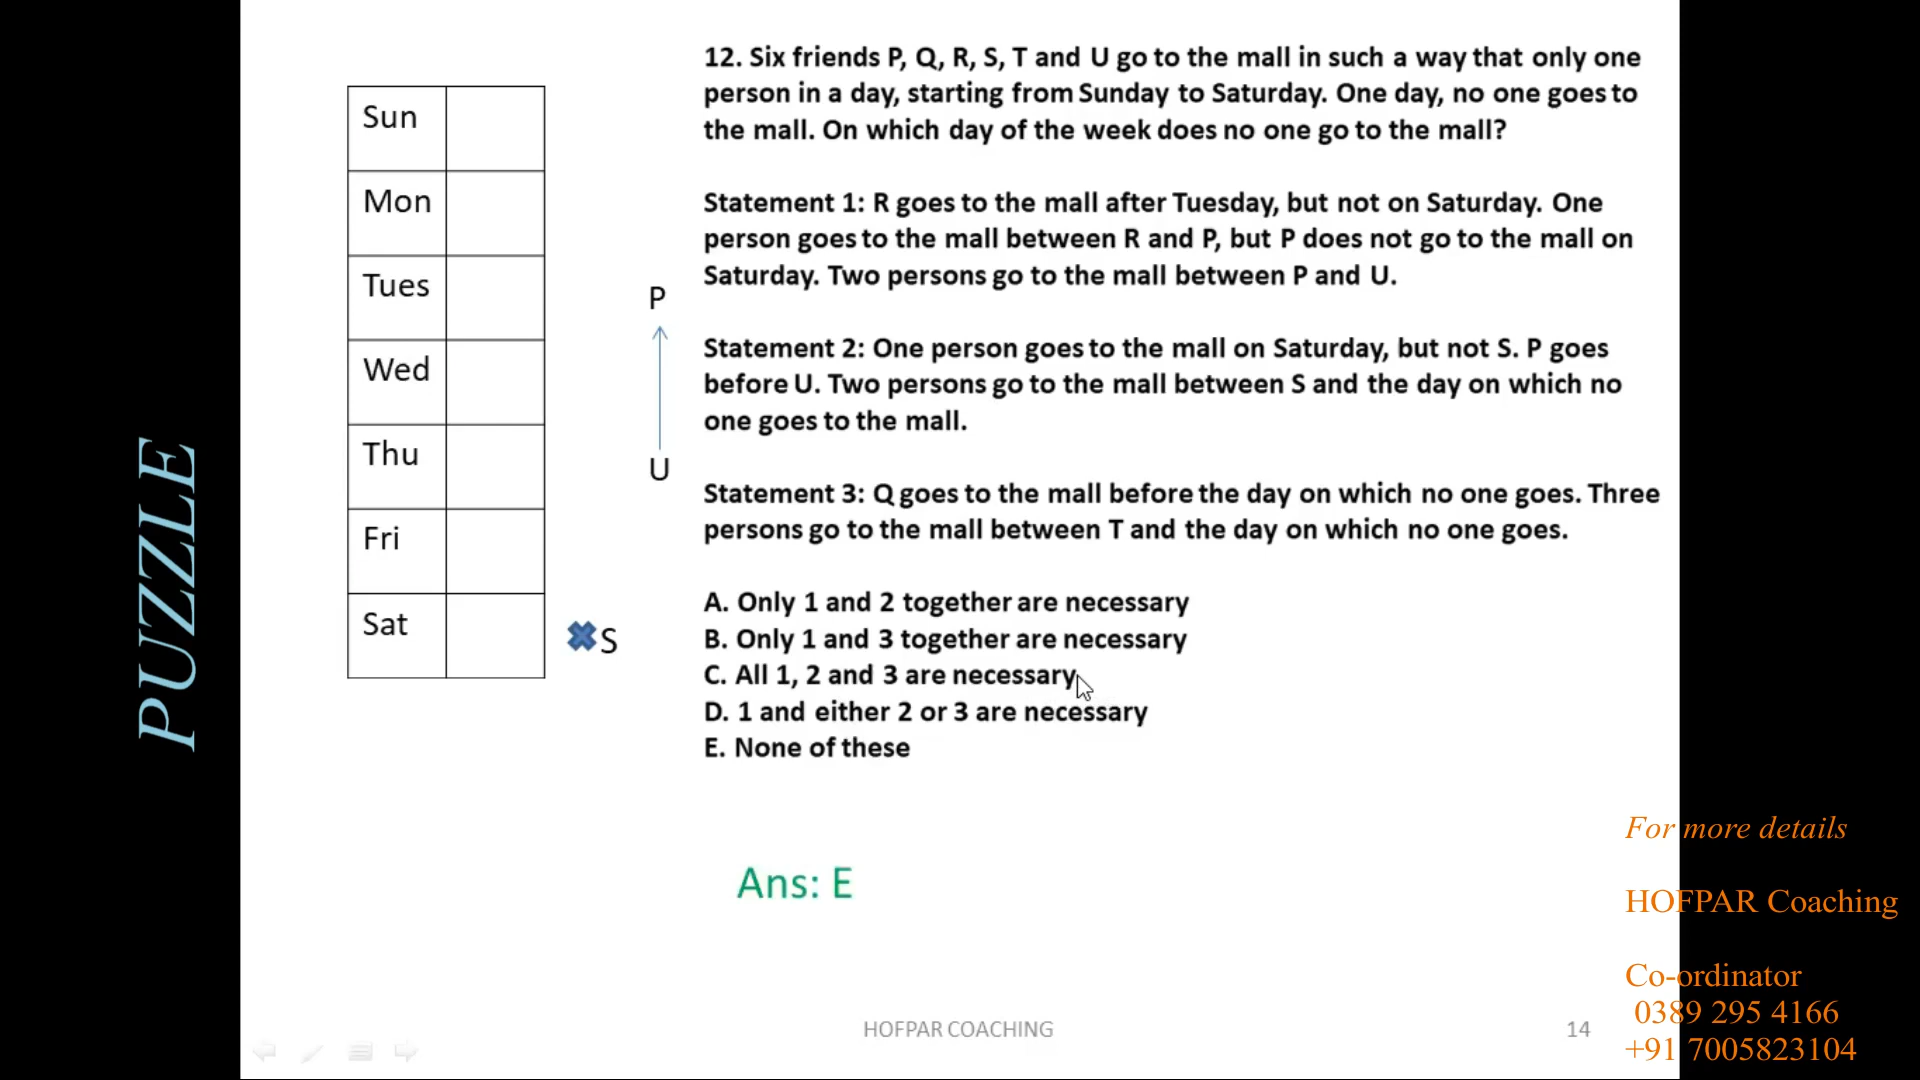 PUZZLE
Sun
Mon
Tues
Wed
Thu
Fri
Sat
S
P
U
12. Six friends P, Q, R, S, T and U go to the mall in such a way that only one
person in a day, starting from Sunday to Saturday. One day, no one goes to
the mall. On which day of the week does no one go to the mall?
Statement 1: R goes to the mall after Tuesday, but not on Saturday. One
person goes to the mall between R and P, but P does not go to the mall on
Saturday. Two persons go to the mall between P and U.
Statement 2: One person goes to the mall on Saturday, but not S. P goes
before U. Two persons go to the mall between S and the day on which no
one goes to the mall.
Statement 3: Q goes to the mall before the day on which no one goes. Three
persons go to the mall between T and the day on which no one goes.
A. Only 1 and 2 together are necessary
B. Only 1 and 3 together are necessary
C. All 1, 2 and 3 are necessary
D. 1 and either 2 or 3 are necessary
E. None of these
Ans: E
For more details
HOFPAR Coaching
Co-ordinator
0389 295 4166
+91 7005823104
HOFPAR COACHING
14